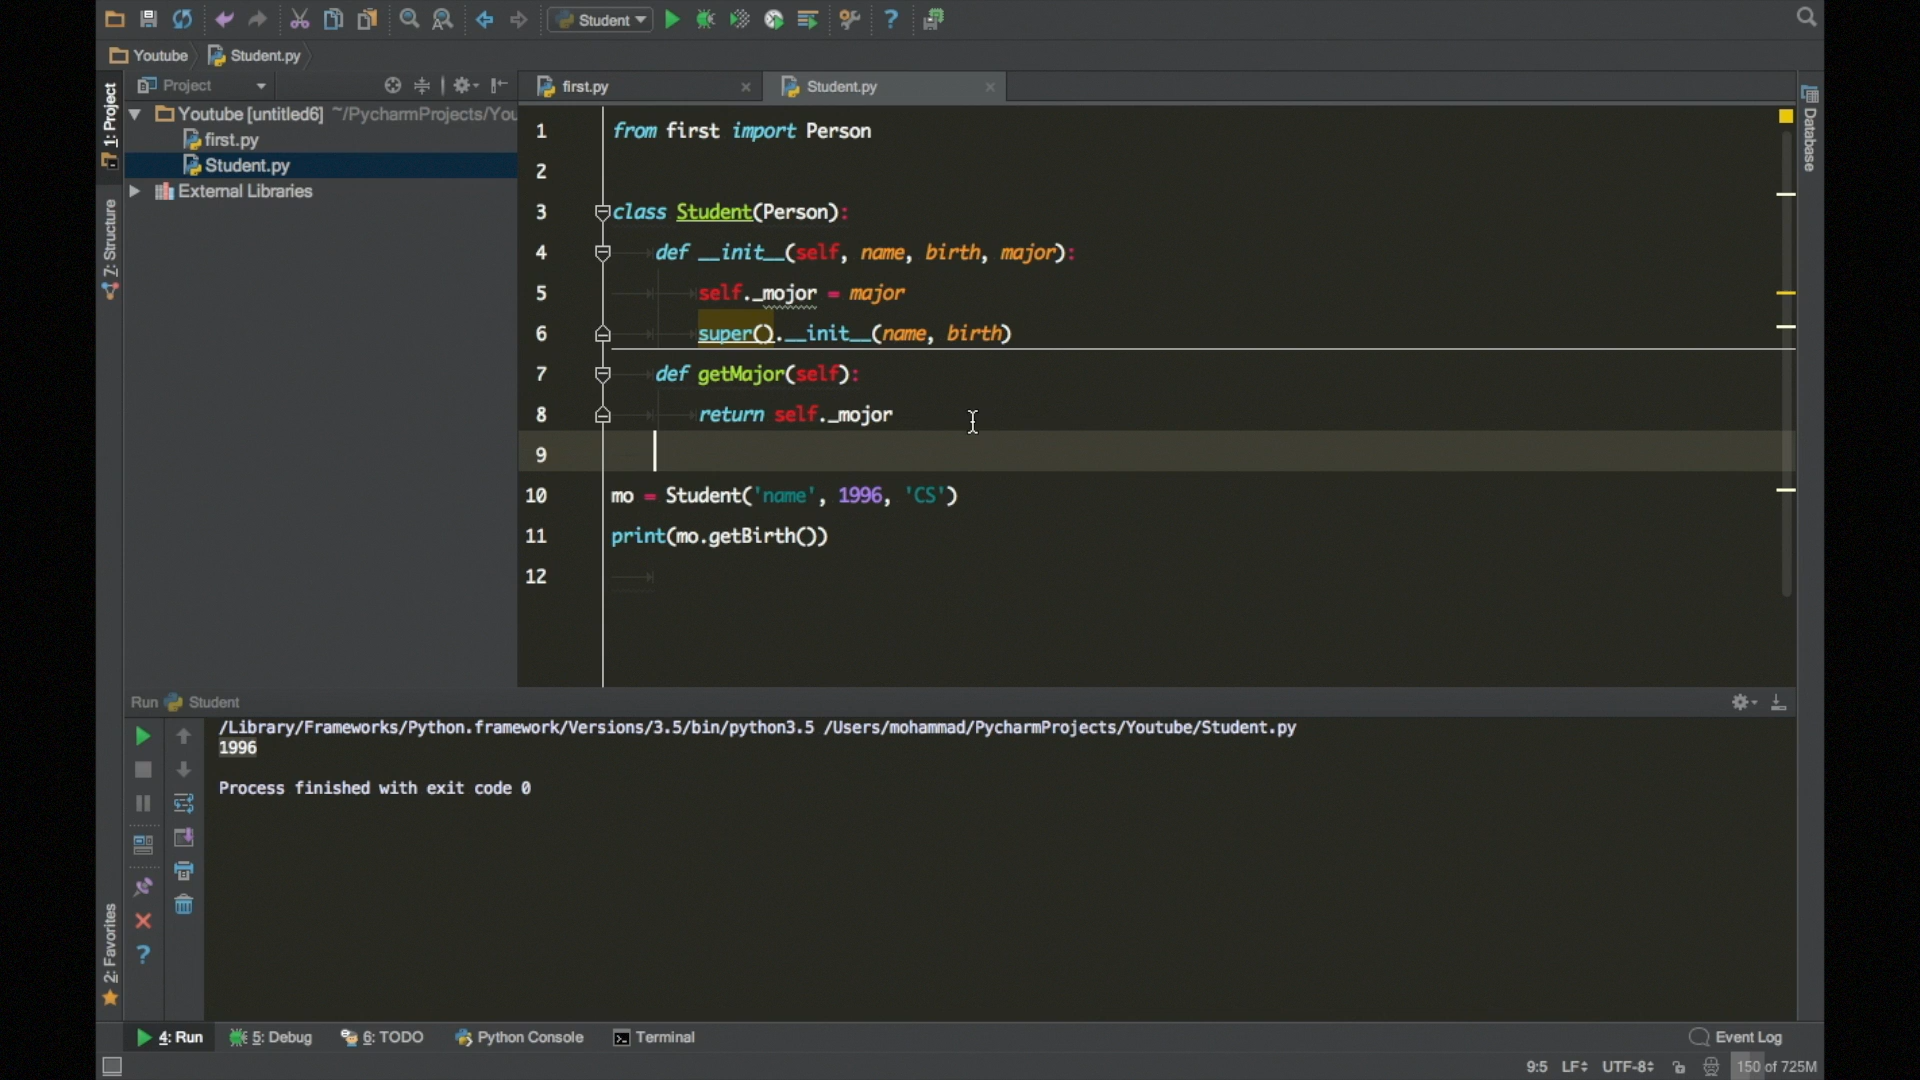 Student
Youtube Student.py
Project
first.py
Student.py
1: Project
Youtube [untitled6] ~/PycharmProjects/You
first.py
Student.py
External Libraries
7: Structure
2: Favorites
Database
1 from first import Person
2
3 class Student(Person):
4 def __init__(self, name, birth, major):
5 self._mojor = major
6 super().__init__(name, birth)
7 def getMajor(self):
8 return self._mojor
9
10 mo = Student('name', 1996, 'CS')
11 print(mo.getBirth())
12
Run Student
/Library/Frameworks/Python.framework/Versions/3.5/bin/python3.5 /Users/mohammad/PycharmProjects/Youtube/Student.py
1996
Process finished with exit code 0
4: Run 5: Debug 6: TODO Python Console Terminal Event Log
9:5 LF UTF-8 150 of 725M